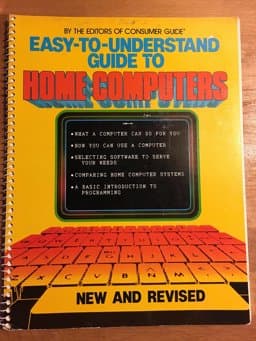 BY THE EDITORS OF CONSUMER GUIDE®
EASY-TO-UNDERSTAND
GUIDE TO
HOME COMPUTERS
•WHAT A COMPUTER CAN DO FOR YOU
•HOW YOU CAN USE A COMPUTER
•SELECTING SOFTWARE TO SERVE
YOUR NEEDS
•COMPARING HOME COMPUTER SYSTEMS
•A BASIC INTRODUCTION TO
PROGRAMMING
Z X C V B N M
NEW AND REVISED